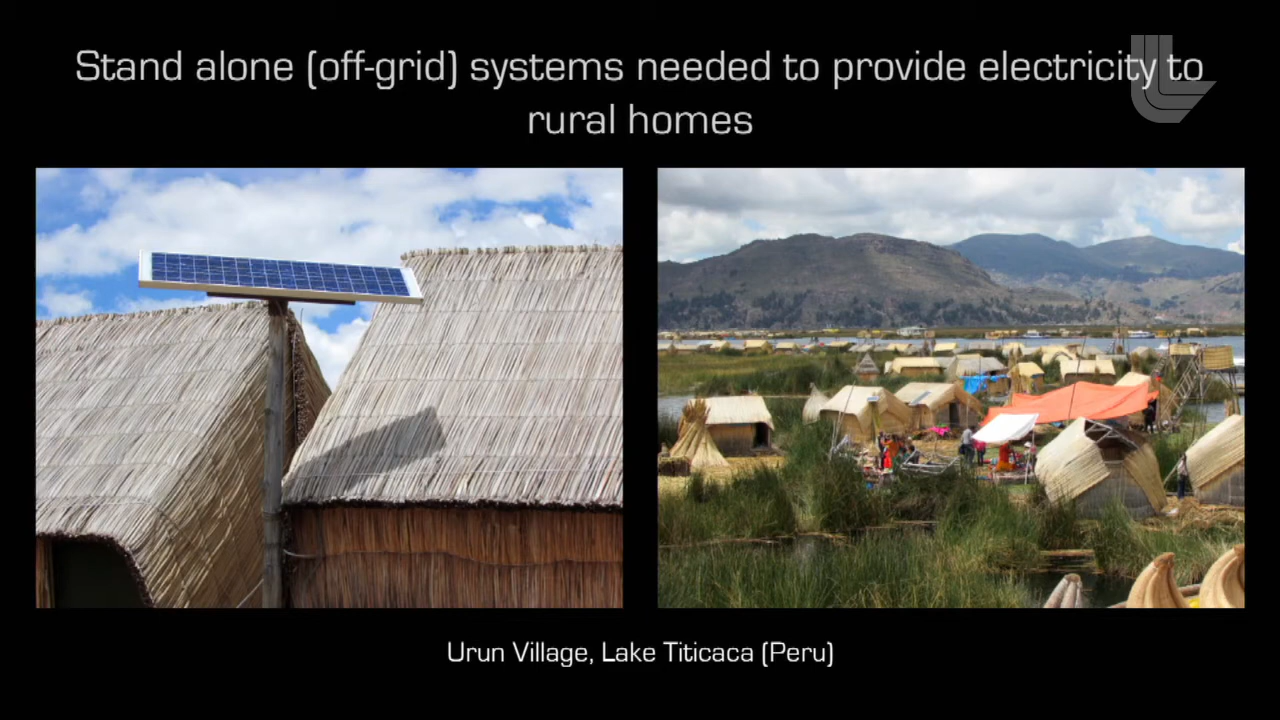 Stand alone (off-grid) systems needed to provide electricity to
rural homes
Urun Village, Lake Titicaca (Peru)